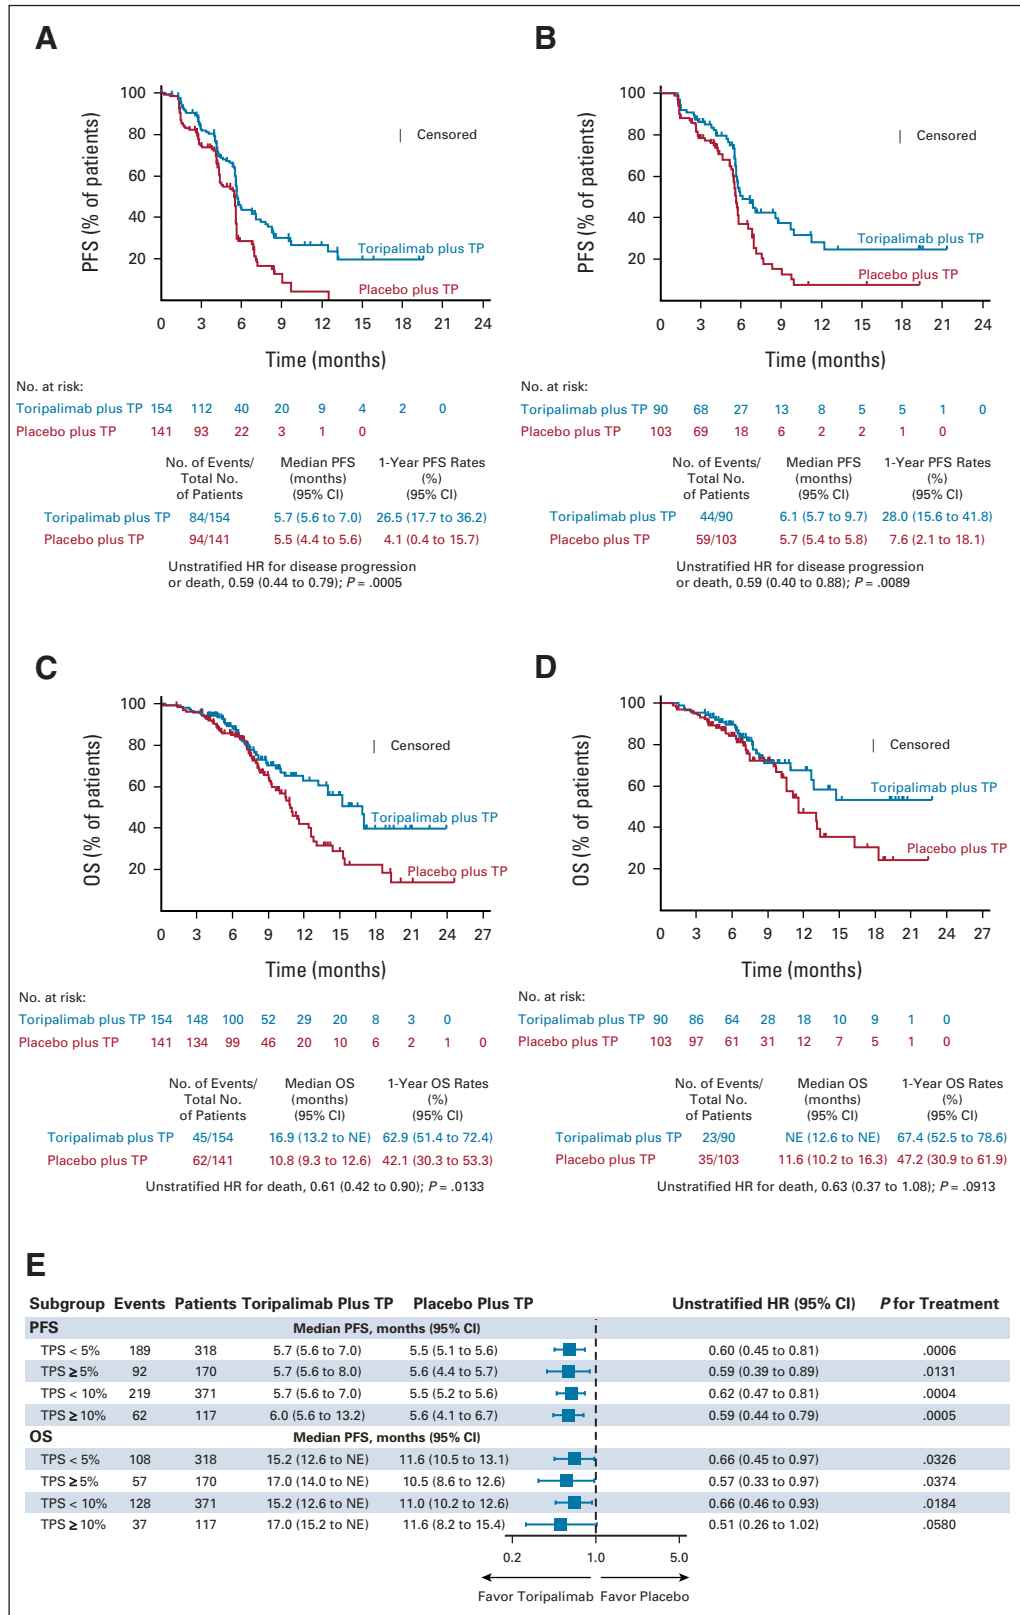 A
PFS (% of patients)
100
80
60
40
20
Censored
Toripalimab plus TP
Placebo plus TP
0 3 6 9 12 15 18 21 24
Time (months)
No. at risk:
Toripalimab plus TP 154 112 40 20 9 4 2 0
Placebo plus TP 141 93 22 3 1 0
No. of Events/ Median PFS 1-Year PFS Rates
Total No. (months) (%)
of Patients (95% CI) (95% CI)
Toripalimab plus TP 84/154 5.7 (5.6 to 7.0) 26.5 (17.7 to 36.2)
Placebo plus TP 94/141 5.5 (4.4 to 5.6) 4.1 (0.4 to 15.7)
Unstratified HR for disease progression
or death, 0.59 (0.44 to 0.79); P = .0005
B
PFS (% of patients)
100
80
60
40
20
Censored
Toripalimab plus TP
Placebo plus TP
0 3 6 9 12 15 18 21 24
Time (months)
No. at risk:
Toripalimab plus TP 90 68 27 13 8 5 5 1 0
Placebo plus TP 103 69 18 6 2 2 1 0
No. of Events/ Median PFS 1-Year PFS Rates
Total No. (months) (%)
of Patients (95% CI) (95% CI)
Toripalimab plus TP 44/90 6.1 (5.7 to 9.7) 28.0 (15.6 to 41.8)
Placebo plus TP 59/103 5.7 (5.4 to 5.8) 7.6 (2.1 to 18.1)
Unstratified HR for disease progression
or death, 0.59 (0.40 to 0.88); P = .0089
C
OS (% of patients)
100
80
60
40
20
Censored
Toripalimab plus TP
Placebo plus TP
0 3 6 9 12 15 18 21 24 27
Time (months)
No. at risk:
Toripalimab plus TP 154 148 100 52 29 20 8 3 0
Placebo plus TP 141 134 99 46 20 10 6 2 1 0
No. of Events/ Median OS 1-Year OS Rates
Total No. (months) (%)
of Patients (95% CI) (95% CI)
Toripalimab plus TP 45/154 16.9 (13.2 to NE) 62.9 (51.4 to 72.4)
Placebo plus TP 62/141 10.8 (9.3 to 12.6) 42.1 (30.3 to 53.3)
Unstratified HR for death, 0.61 (0.42 to 0.90); P = .0133
D
OS (% of patients)
100
80
60
40
20
Censored
Toripalimab plus TP
Placebo plus TP
0 3 6 9 12 15 18 21 24 27
Time (months)
No. at risk:
Toripalimab plus TP 90 86 64 28 18 10 9 1 0
Placebo plus TP 103 97 61 31 12 7 5 1 0
No. of Events/ Median OS 1-Year OS Rates
Total No. (months) (%)
of Patients (95% CI) (95% CI)
Toripalimab plus TP 23/90 NE (12.6 to NE) 67.4 (52.5 to 78.6)
Placebo plus TP 35/103 11.6 (10.2 to 16.3) 47.2 (30.9 to 61.9)
Unstratified HR for death, 0.63 (0.37 to 1.08); P = .0913
E
Subgroup Events Patients Toripalimab Plus TP Placebo Plus TP Unstratified HR (95% CI) P for Treatment
PFS Median PFS, months (95% CI)
TPS < 5% 189 318 5.7 (5.6 to 7.0) 5.5 (5.1 to 5.6) 0.60 (0.45 to 0.81) .0006
TPS ≥ 5% 92 170 5.7 (5.6 to 8.0) 5.6 (4.4 to 5.7) 0.59 (0.39 to 0.89) .0131
TPS < 10% 219 371 5.7 (5.6 to 7.0) 5.5 (5.2 to 5.6) 0.62 (0.47 to 0.81) .0004
TPS ≥ 10% 62 117 6.0 (5.6 to 13.2) 5.6 (4.1 to 6.7) 0.59 (0.44 to 0.79) .0005
OS Median PFS, months (95% CI)
TPS < 5% 108 318 15.2 (12.6 to NE) 11.6 (10.5 to 13.1) 0.66 (0.45 to 0.97) .0326
TPS ≥ 5% 57 170 17.0 (14.0 to NE) 10.5 (8.6 to 12.6) 0.57 (0.33 to 0.97) .0374
TPS < 10% 128 371 15.2 (12.6 to NE) 11.0 (10.2 to 12.6) 0.66 (0.46 to 0.93) .0184
TPS ≥ 10% 37 117 17.0 (15.2 to NE) 11.6 (8.2 to 15.4) 0.51 (0.26 to 1.02) .0580
0.2 1.0 5.0
Favor Toripalimab Favor Placebo